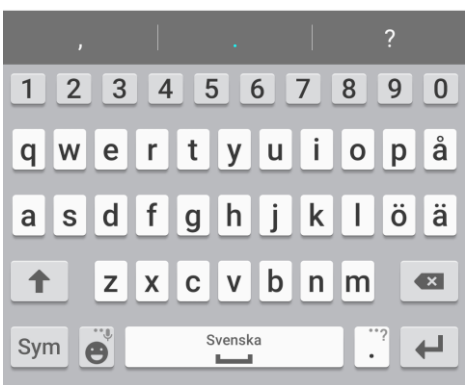 , . ?
1 2 3 4 5 6 7 8 9 0
q w e r t y u i o p å
a s d f g h j k l ö ä
z x c v b n m
Sym Svenska . ?